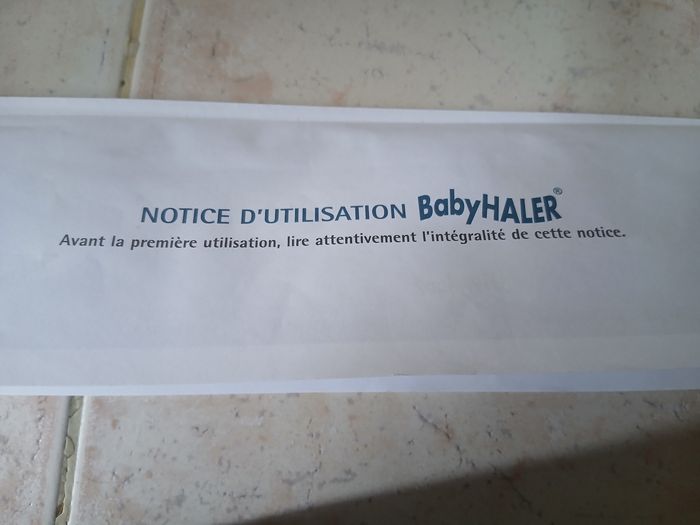 NOTICE D'UTILISATION BabyHALER®
Avant la première utilisation, lire attentivement l'intégralité de cette notice.